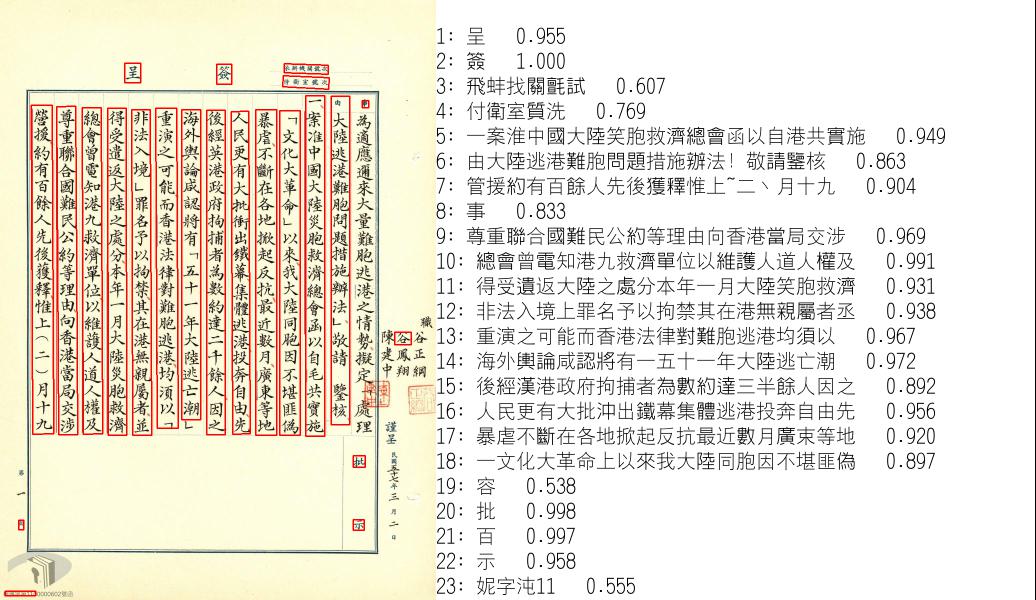 簽呈
職
谷正綱
谷鳳翔
陳建中
謹呈
民國五十七年三月二日
事
為適應邇來大量難胞逃港之情勢擬定處理
由
大陸逃港難胞問題措施辦法」敬請 鑒核
一案准中國大陸災胞救濟總會函以自毛共實施
「文化大革命」以來我大陸同胞因不堪匪偽
暴虐不斷在各地掀起反抗最近數月廣東等地
人民更有大批衝出鐵幕集體逃港投奔自由先
後經英港政府拘捕者為數約達二千餘人因之
海外輿論咸認將有「五十一年大陸逃亡潮」
重演之可能而香港法律對難胞逃港均須以「
非法入境」罪名予以拘禁其在港無親屬者並
得受遣返大陸之處分本年一月大陸災胞救濟
總會曾電知港九救濟單位以維護人道人權及
尊重聯合國難民公約等理由向香港當局交涉
營援約有百餘人先後獲釋惟上(二)月十九
批示
第一頁
0000602號函
1: 呈 0.955
2: 簽 1.000
3: 飛蚌找關氈試 0.607
4: 付衛室質洗 0.769
5: 一案淮中國大陸笑胞救濟總會函以自港共實施 0.949
6: 由大陸逃港難胞問題措施辦法! 敬請鑒核 0.863
7: 管援約有百餘人先後獲釋惟上~二丶月十九 0.904
8: 事 0.833
9: 尊重聯合國難民公約等理由向香港當局交涉 0.969
10: 總會曾電知港九救濟單位以維護人道人權及 0.991
11: 得受遺返大陸之處分本年一月大陸笑胞救濟 0.931
12: 非法入境上罪名予以拘禁其在港無親屬者丞 0.938
13: 重演之可能而香港法律對難胞逃港均須以 0.967
14: 海外輿論咸認將有一五十一年大陸逃亡潮 0.972
15: 後經漢港政府拘捕者為數約達三半餘人因之 0.892
16: 人民更有大批沖出鐵幕集體逃港投奔自由先 0.956
17: 暴虐不斷在各地掀起反抗最近數月廣束等地 0.920
18: 一文化大革命上以來我大陸同胞因不堪匪偽 0.897
19: 容 0.538
20: 批 0.998
21: 百 0.997
22: 示 0.958
23: 妮字沌11 0.555